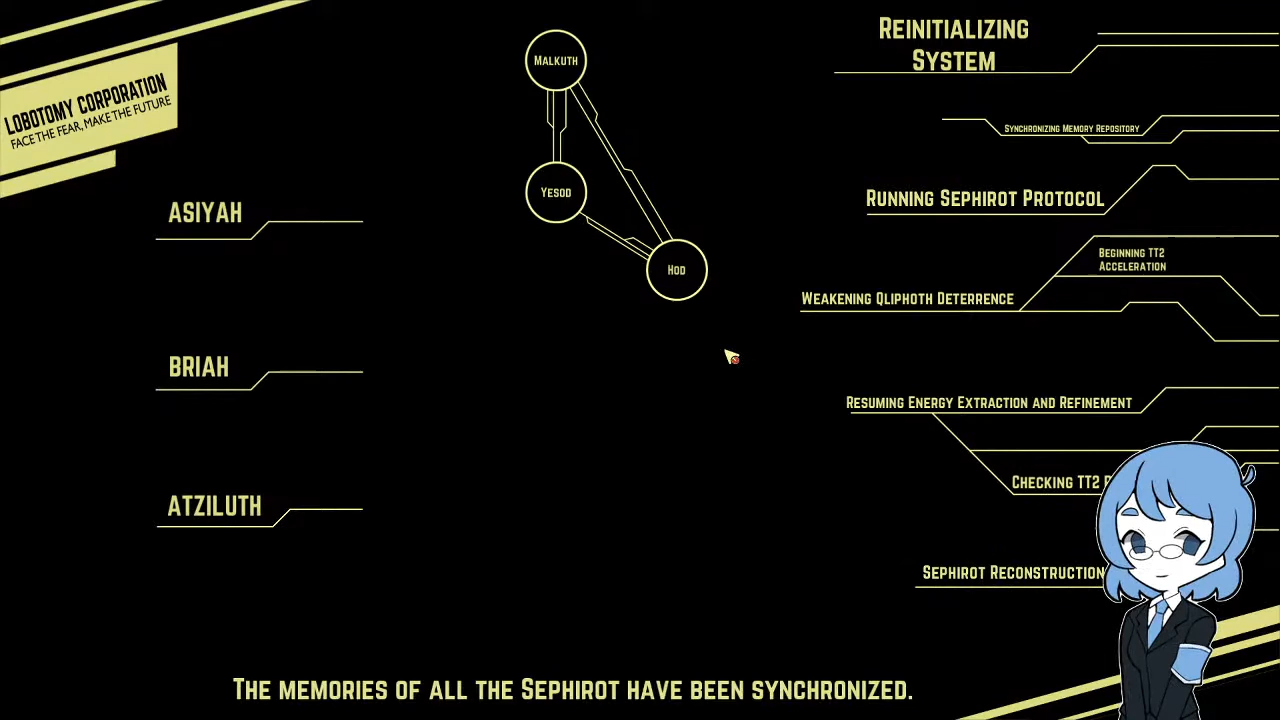 LOBOTOMY CORPORATION
FACE THE FEAR, MAKE THE FUTURE
MALKUTH
YESOD
HOD
ASIYAH
BRIAH
ATZILUTH
REINITIALIZING
SYSTEM
SYNCHRONIZING MEMORY REPOSITORY
RUNNING SEPHIROT PROTOCOL
BEGINNING TT2
ACCELERATION
WEAKENING QLIPHOTH DETERRENCE
RESUMING ENERGY EXTRACTION AND REFINEMENT
CHECKING TT2
SEPHIROT RECONSTRUCTION
THE MEMORIES OF ALL THE SEPHIROT HAVE BEEN SYNCHRONIZED.